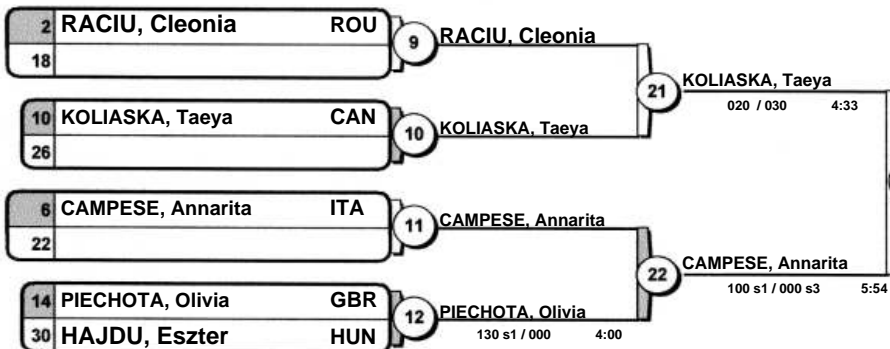 2 RACIU, Cleonia ROU
18
9 RACIU, Cleonia
10 KOLIASKA, Taeya CAN
26
10 KOLIASKA, Taeya
21 KOLIASKA, Taeya
020 / 030 4:33
6 CAMPESE, Annarita ITA
22
11 CAMPESE, Annarita
14 PIECHOTA, Olivia GBR
30 HAJDU, Eszter HUN
12 PIECHOTA, Olivia
130 s1 / 000 4:00
22 CAMPESE, Annarita
100 s1 / 000 s3 5:54